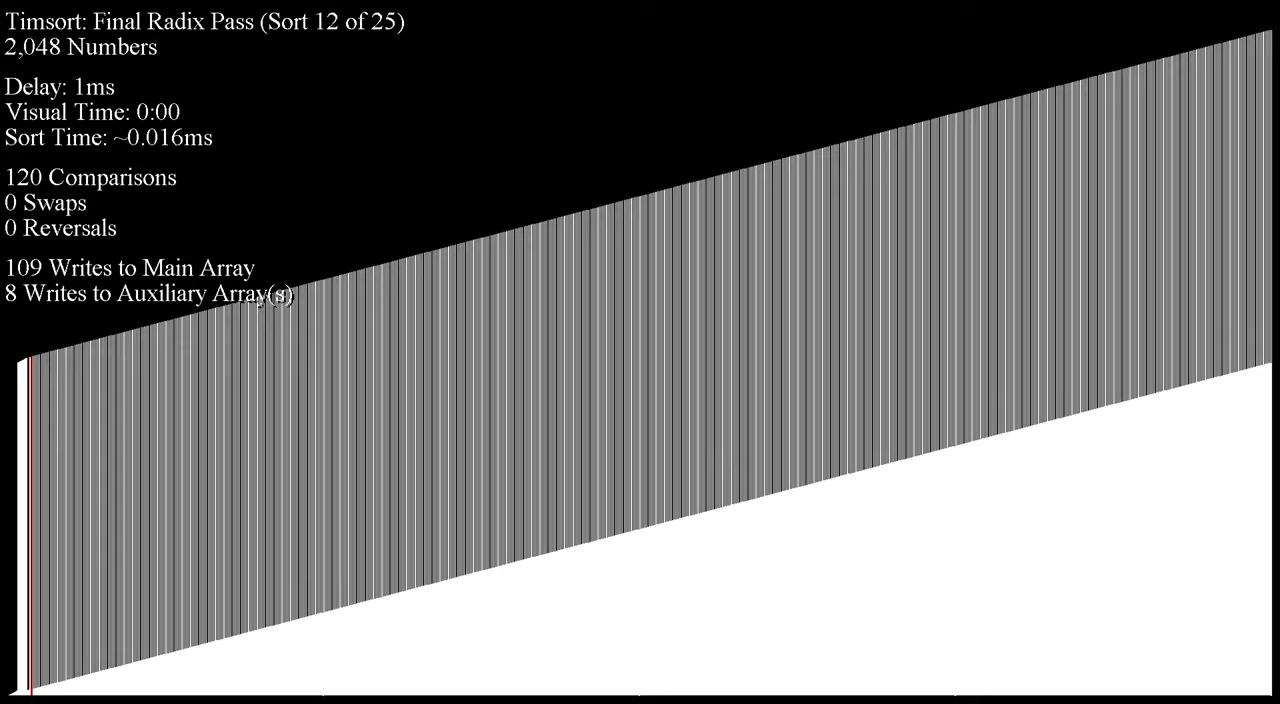 Timsort: Final Radix Pass (Sort 12 of 25)
2,048 Numbers
Delay: 1ms
Visual Time: 0:00
Sort Time: ~0.016ms
120 Comparisons
0 Swaps
0 Reversals
109 Writes to Main Array
8 Writes to Auxiliary Array(s)